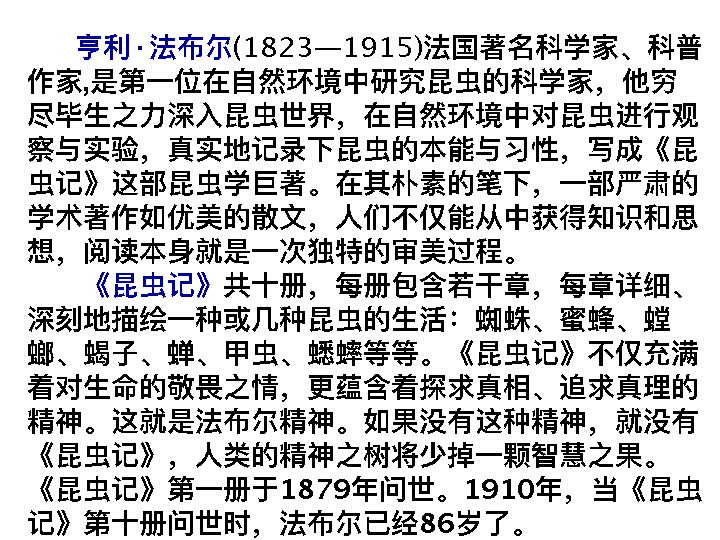 亨利·法布尔(1823—1915)法国著名科学家、科普
作家,是第一位在自然环境中研究昆虫的科学家，他穷
尽毕生之力深入昆虫世界，在自然环境中对昆虫进行观
察与实验，真实地记录下昆虫的本能与习性，写成《昆
虫记》这部昆虫学巨著。在其朴素的笔下，一部严肃的
学术著作如优美的散文，人们不仅能从中获得知识和思
想，阅读本身就是一次独特的审美过程。
《昆虫记》共十册，每册包含若干章，每章详细、
深刻地描绘一种或几种昆虫的生活：蜘蛛、蜜蜂、螳
螂、蝎子、蝉、甲虫、蟋蟀等等。《昆虫记》不仅充满
着对生命的敬畏之情，更蕴含着探求真相、追求真理的
精神。这就是法布尔精神。如果没有这种精神，就没有
《昆虫记》，人类的精神之树将少掉一颗智慧之果。
《昆虫记》第一册于1879年问世。1910年，当《昆虫
记》第十册问世时，法布尔已经86岁了。